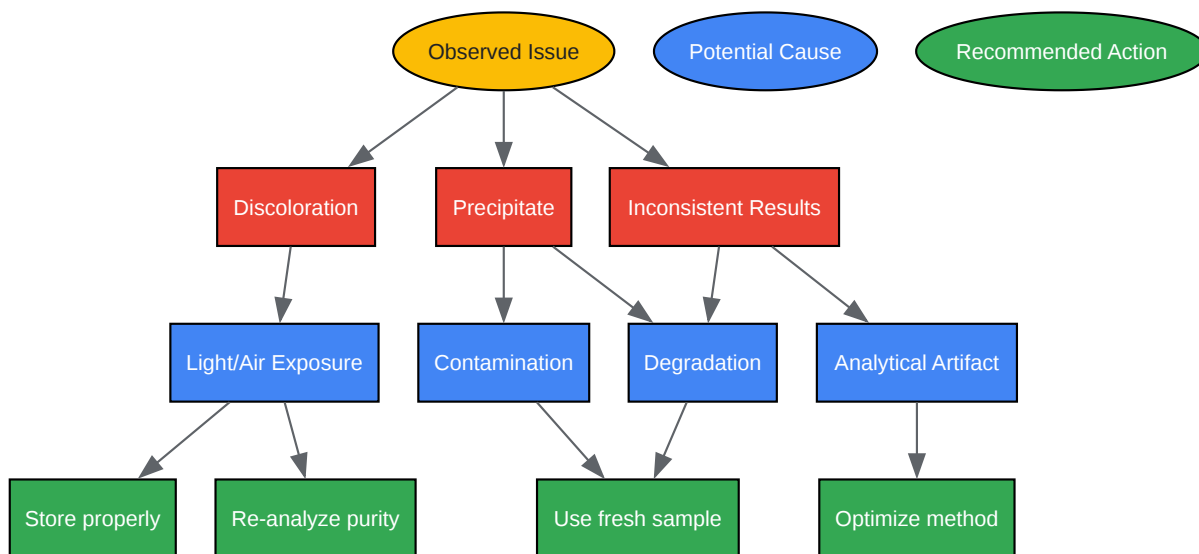 Observed Issue
Potential Cause
Recommended Action
Discoloration
Precipitate
Inconsistent Results
Light/Air Exposure
Contamination
Degradation
Analytical Artifact
Store properly
Re-analyze purity
Use fresh sample
Optimize method